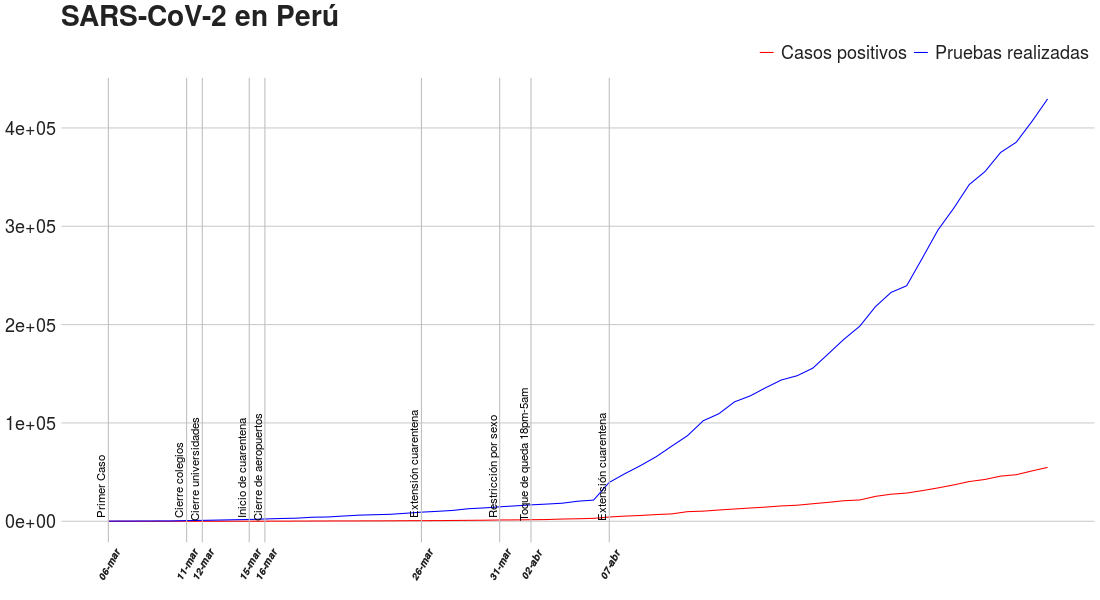 SARS-CoV-2 en Perú
Casos positivos
Pruebas realizadas
4e+05
3e+05
2e+05
1e+05
0e+00
Primer Caso
Cierre colegios
Cierre universidades
Inicio de cuarentena
Cierre de aeropuertos
Extensión cuarentena
Restricción por sexo
Toque de queda 18pm-5am
Extensión cuarentena
06-mar
11-mar
12-mar
15-mar
16-mar
26-mar
31-mar
02-abr
07-abr